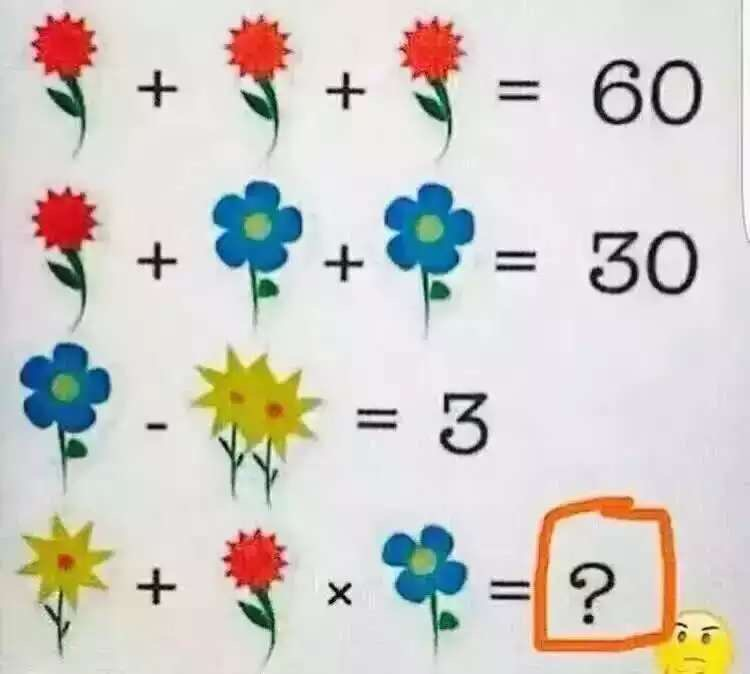 + + = 60
+ + = 30
- = 3
+ × = ?